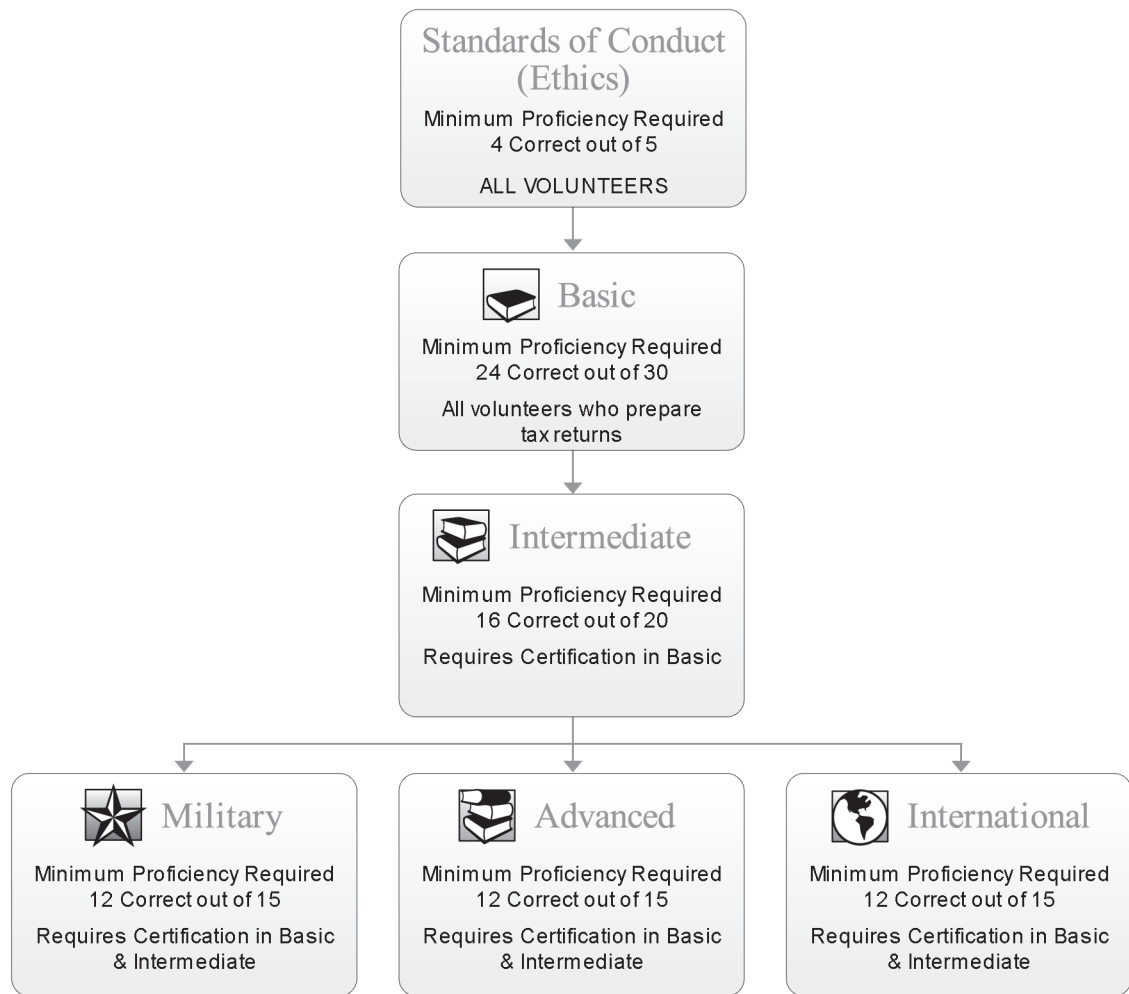 Standards of Conduct
(Ethics)
Minimum Proficiency Required
4 Correct out of 5
ALL VOLUNTEERS
Basic
Minimum Proficiency Required
24 Correct out of 30
All volunteers who prepare
tax returns
Intermediate
Minimum Proficiency Required
16 Correct out of 20
Requires Certification in Basic
Military
Minimum Proficiency Required
12 Correct out of 15
Requires Certification in Basic
& Intermediate
Advanced
Minimum Proficiency Required
12 Correct out of 15
Requires Certification in Basic
& Intermediate
International
Minimum Proficiency Required
12 Correct out of 15
Requires Certification in Basic
& Intermediate